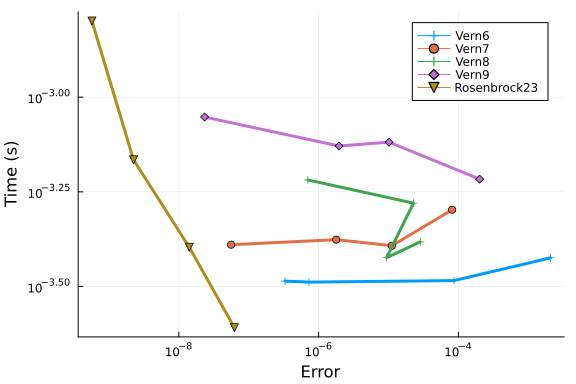 Vern6
Vern7
Vern8
Vern9
Rosenbrock23
10^-3.00
10^-3.25
10^-3.50
Time (s)
10^-8
10^-6
10^-4
Error